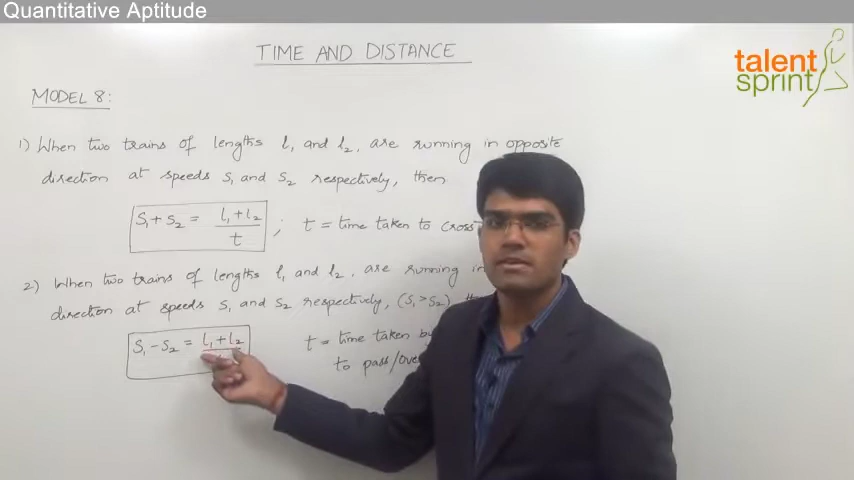 Quantitative Aptitude
TIME AND DISTANCE
talent
sprint
MODEL 8:
1) When two trains of lengths l₁ and l₂, are running in opposite
direction at speeds S₁ and S₂ respectively, then
S₁+S₂ = l₁+l₂
t
; t = time taken to cross
2) When two trains of lengths l₁ and l₂, are running in
direction at speeds S₁ and S₂ respectively, (S₁>S₂),
S₁-S₂ = l₁+l₂
t = time taken
to pass/